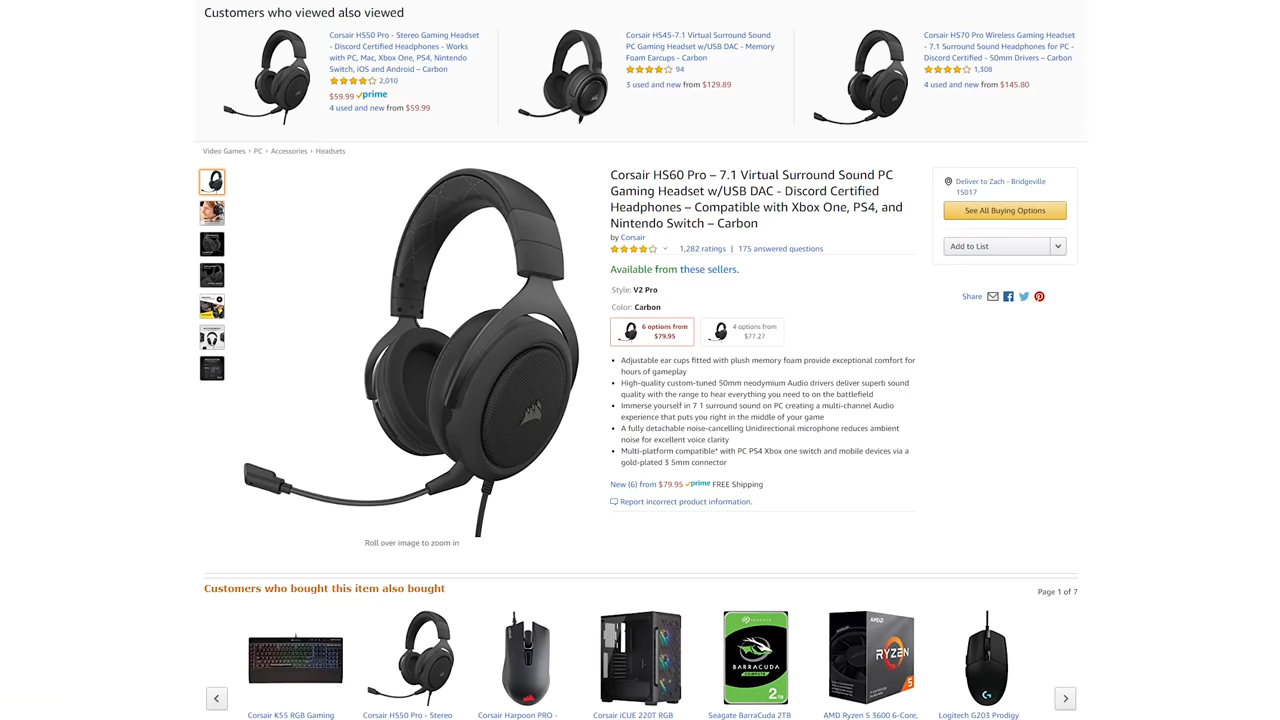 Customers who viewed also viewed
Corsair HS50 Pro - Stereo Gaming Headset
- Discord Certified Headphones - Works
with PC, Mac, Xbox One, PS4, Nintendo
Switch, iOS and Android – Carbon
2,010
$59.99 prime
4 used and new from $59.99
Corsair HS45-7.1 Virtual Surround Sound
PC Gaming Headset w/USB DAC - Memory
Foam Earcups - Carbon
94
3 used and new from $129.89
Corsair HS70 Pro Wireless Gaming Headset
- 7.1 Surround Sound Headphones for PC -
Discord Certified - 50mm Drivers – Carbon
1,308
4 used and new from $145.80
Video Games › PC › Accessories › Headsets
Corsair HS60 Pro – 7.1 Virtual Surround Sound PC
Gaming Headset w/USB DAC - Discord Certified
Headphones – Compatible with Xbox One, PS4, and
Nintendo Switch – Carbon
by Corsair
1,282 ratings | 175 answered questions
Available from these sellers.
Style: V2 Pro
Color: Carbon
6 options from
$79.95
4 options from
$77.27
• Adjustable ear cups fitted with plush memory foam provide exceptional comfort for
hours of gameplay
• High-quality custom-tuned 50mm neodymium Audio drivers deliver superb sound
quality with the range to hear everything you need to on the battlefield
• Immerse yourself in 7 1 surround sound on PC creating a multi-channel Audio
experience that puts you right in the middle of your game
• A fully detachable noise-cancelling Unidirectional microphone reduces ambient
noise for excellent voice clarity
• Multi-platform compatible* with PC PS4 Xbox one switch and mobile devices via a
gold-plated 3 5mm connector
New (6) from $79.95 prime FREE Shipping
Report incorrect product information.
Deliver to Zach - Bridgeville
15017
See All Buying Options
Add to List
Share
Roll over image to zoom in
Customers who bought this item also bought
Page 1 of 7
SEAGATE
BARRACUDA
2TB
AMD
RYZEN
5
Corsair K55 RGB Gaming
Corsair HS50 Pro - Stereo
Corsair Harpoon PRO -
Corsair iCUE 220T RGB
Seagate BarraCuda 2TB
AMD Ryzen 5 3600 6-Core,
Logitech G203 Prodigy